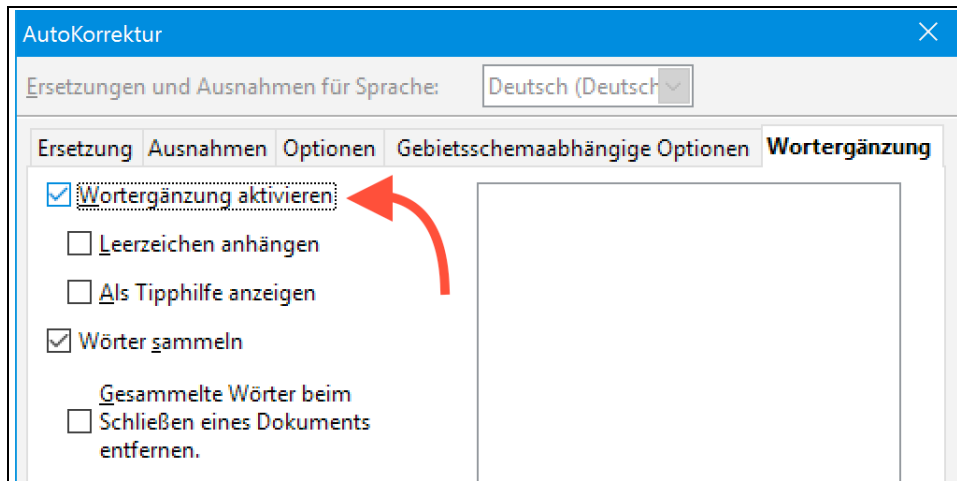 AutoKorrektur
Ersetzungen und Ausnahmen für Sprache: Deutsch (Deutsch
Ersetzung Ausnahmen Optionen Gebietsschemaabhängige Optionen Wortergänzung
Wortergänzung aktivieren
Leerzeichen anhängen
Als Tipphilfe anzeigen
Wörter sammeln
Gesammelte Wörter beim
Schließen eines Dokuments
entfernen.